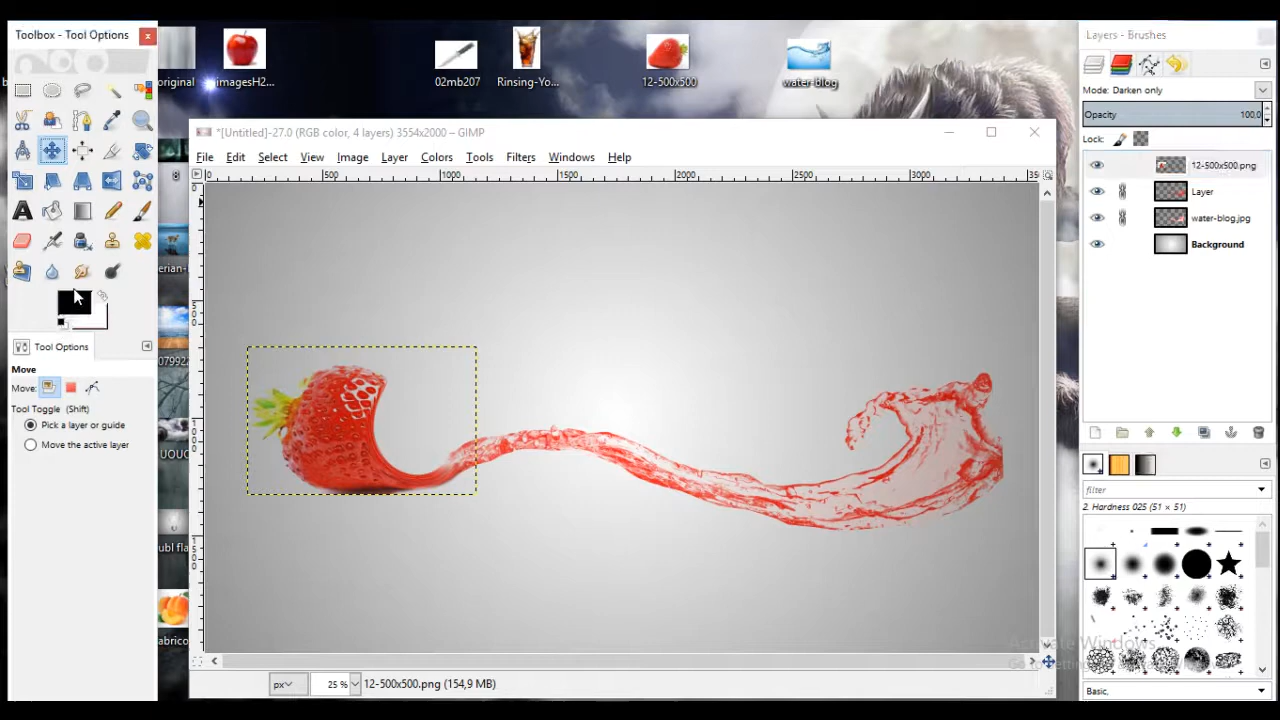 Toolbox - Tool Options
original
imagesH2...
02mb207
Rinsing-Yo...
12-500x500
water-blog
*[Untitled]-27.0 (RGB color, 4 layers) 3554x2000 – GIMP
File Edit Select View Image Layer Colors Tools Filters Windows Help
0 500 1000 1500 2000 2500 3000
Tool Options
Move
Move:
Tool Toggle (Shift)
Pick a layer or guide
Move the active layer
px 25 % 12-500x500.png (154,9 MB)
Layers - Brushes
Mode: Darken only
Opacity 100,0
Lock:
12-500x500.png
Layer
water-blog.jpg
Background
filter
2. Hardness 025 (51 × 51)
Activate Windows
Basic,